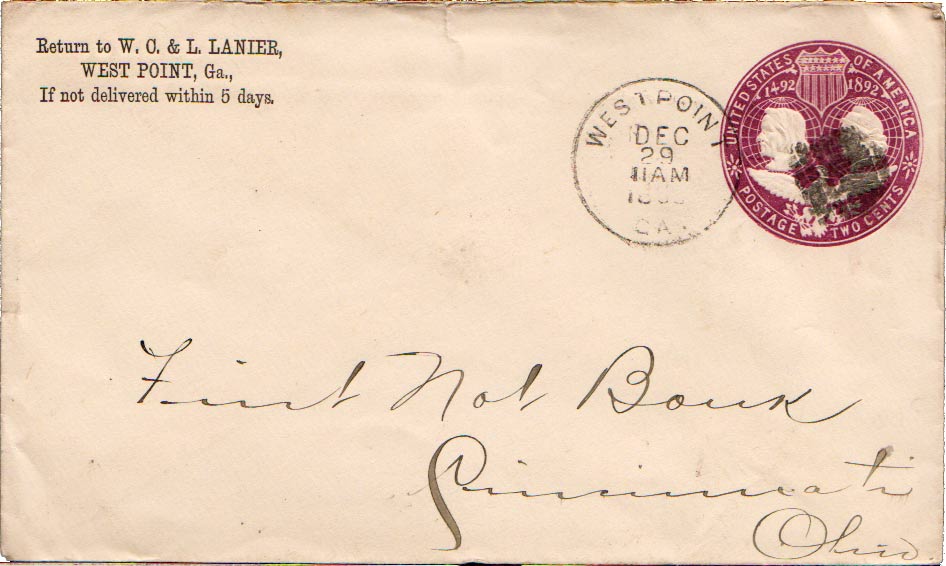 Return to W. C. & L. LANIER,
WEST POINT, Ga.,
If not delivered within 5 days.
WEST POINT
DEC
29
11AM
GA.
UNITED STATES OF AMERICA
1492 1892
POSTAGE TWO CENTS
First Nat Bank
Cincinnati
Ohio.